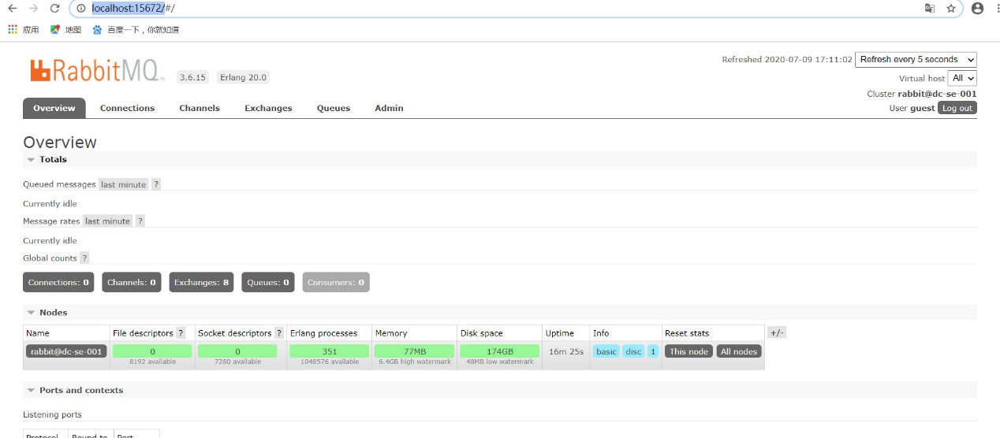 localhost:15672/#/
应用 地图 百度一下，你就知道
RabbitMQ 3.6.15 Erlang 20.0
Refreshed 2020-07-09 17:11:02 Refresh every 5 seconds
Virtual host All
Cluster rabbit@dc-se-001
User guest Log out
Overview Connections Channels Exchanges Queues Admin
Overview
Totals
Queued messages last minute ?
Currently idle
Message rates last minute ?
Currently idle
Global counts ?
Connections: 0 Channels: 0 Exchanges: 8 Queues: 0 Consumers: 0
Nodes
Name File descriptors ? Socket descriptors ? Erlang processes Memory Disk space Uptime Info Reset stats +/-
rabbit@dc-se-001 0 0 351 77MB 174GB 16m 25s basic disc 1 This node All nodes
8192 available 7280 available 1048576 available 6.4GB high watermark 48MB low watermark
Ports and contexts
Listening ports
Protocol Bound to Port